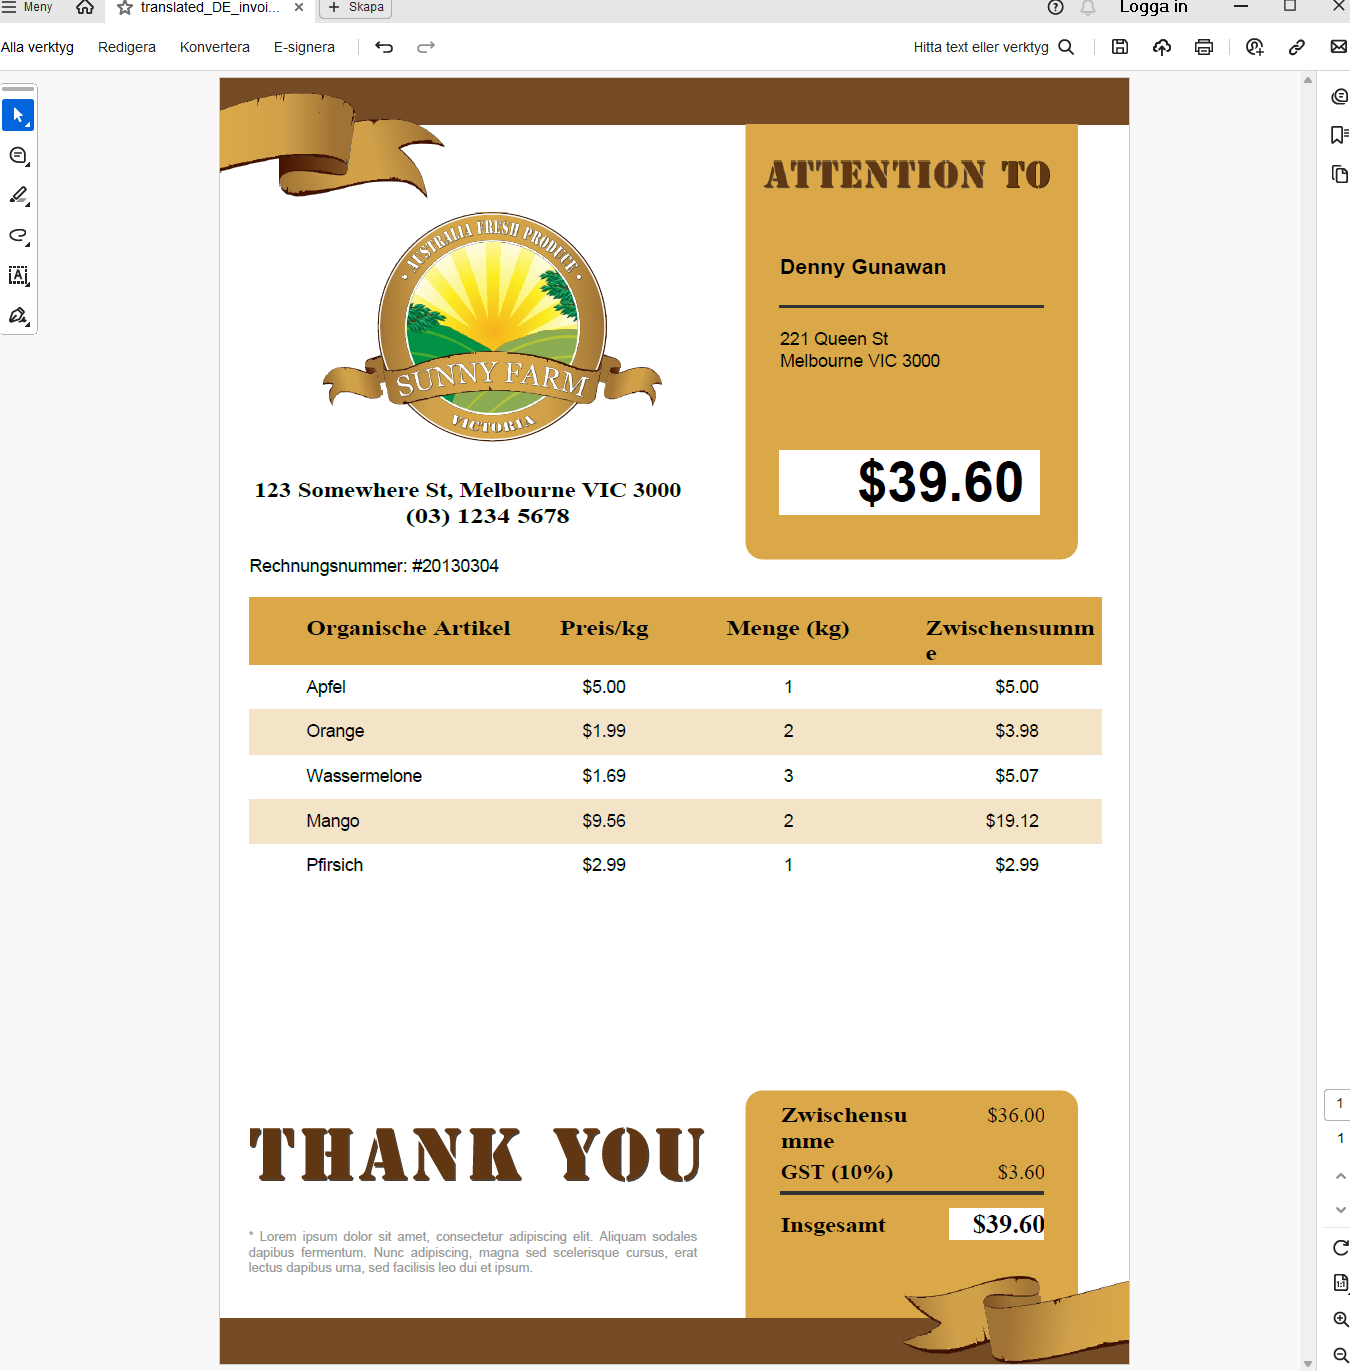 Meny
translated_DE_invoi...
Skapa
Logga in
Alla verktyg
Redigera
Konvertera
E-signera
Hitta text eller verktyg
ATTENTION TO
AUSTRALIA FRESH PRODUCE
SUNNY FARM
VICTORIA
Denny Gunawan
221 Queen St
Melbourne VIC 3000
$39.60
123 Somewhere St, Melbourne VIC 3000
(03) 1234 5678
Rechnungsnummer: #20130304
Organische Artikel Preis/kg Menge (kg) Zwischensumm
e
Apfel $5.00 1 $5.00
Orange $1.99 2 $3.98
Wassermelone $1.69 3 $5.07
Mango $9.56 2 $19.12
Pfirsich $2.99 1 $2.99
THANK YOU
* Lorem ipsum dolor sit amet, consectetur adipiscing elit. Aliquam sodales
dapibus fermentum. Nunc adipiscing, magna sed scelerisque cursus, erat
lectus dapibus urna, sed facilisis leo dui et ipsum.
Zwischensu $36.00
mme
GST (10%) $3.60
Insgesamt $39.60
1
1
1:1